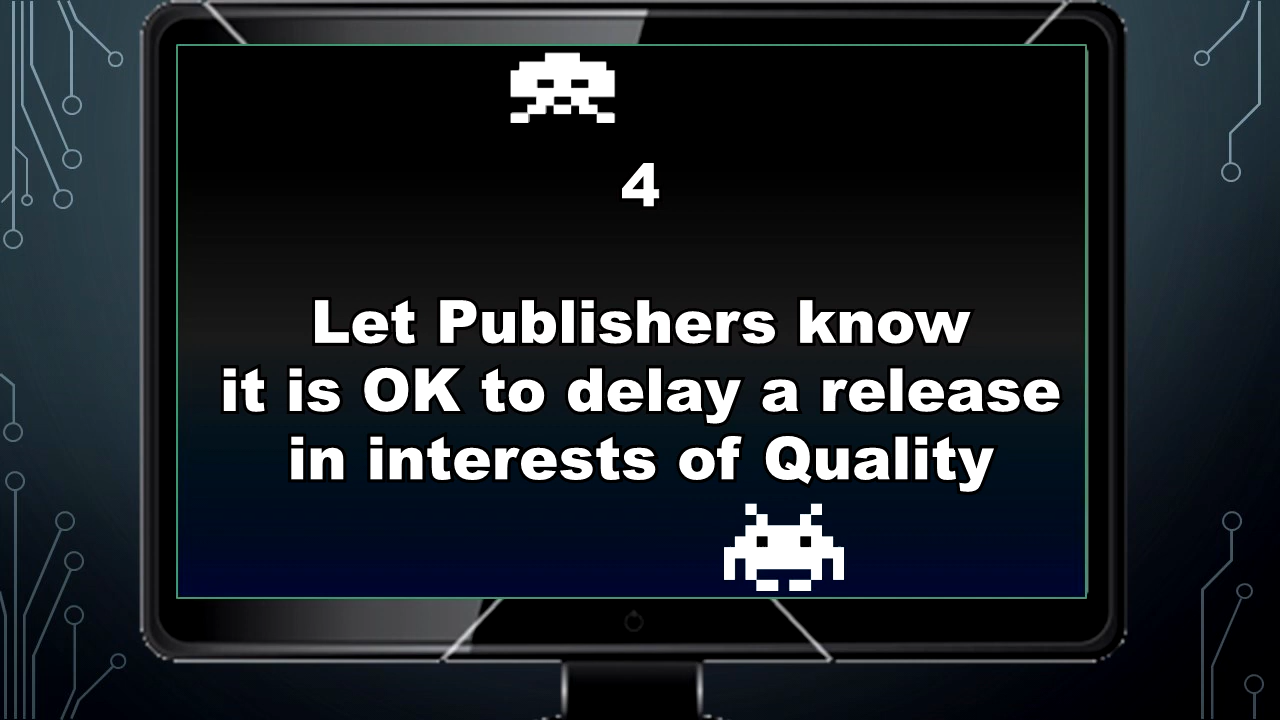 4
Let Publishers know
it is OK to delay a release
in interests of Quality